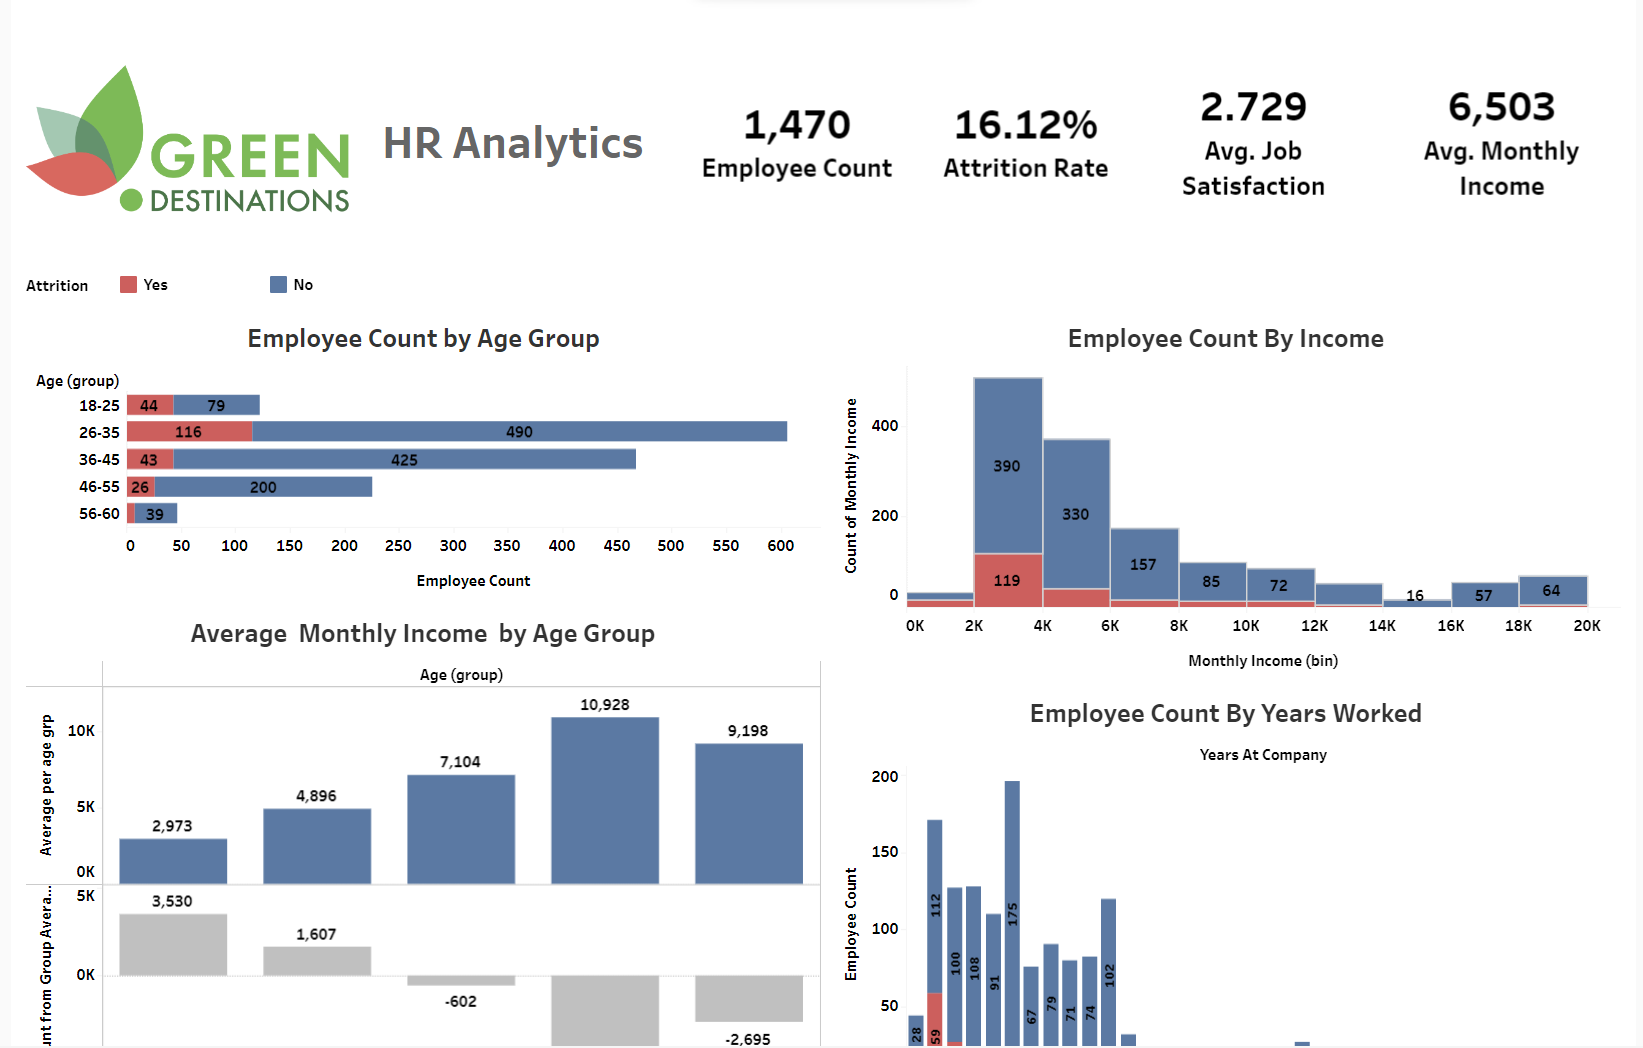 GREEN
DESTINATIONS
HR Analytics
1,470
Employee Count
16.12%
Attrition Rate
2.729
Avg. Job
Satisfaction
6,503
Avg. Monthly
Income
Attrition
Yes
No
Employee Count by Age Group
Age (group)
18-25 44 79
26-35 116 490
36-45 43 425
46-55 26 200
56-60 39
0 50 100 150 200 250 300 350 400 450 500 550 600
Employee Count
Employee Count By Income
Count of Monthly Income
400
200
0
390
119
330
157
85
72
16
57
64
0K 2K 4K 6K 8K 10K 12K 14K 16K 18K 20K
Monthly Income (bin)
Average Monthly Income by Age Group
Age (group)
Average per age grp
10K
5K
0K
2,973
4,896
7,104
10,928
9,198
unt from Group Avera...
5K
0K
3,530
1,607
-602
-2,695
Employee Count By Years Worked
Years At Company
Employee Count
200
150
100
50
28
112
59
100
108
91
175
67
79
71
74
102